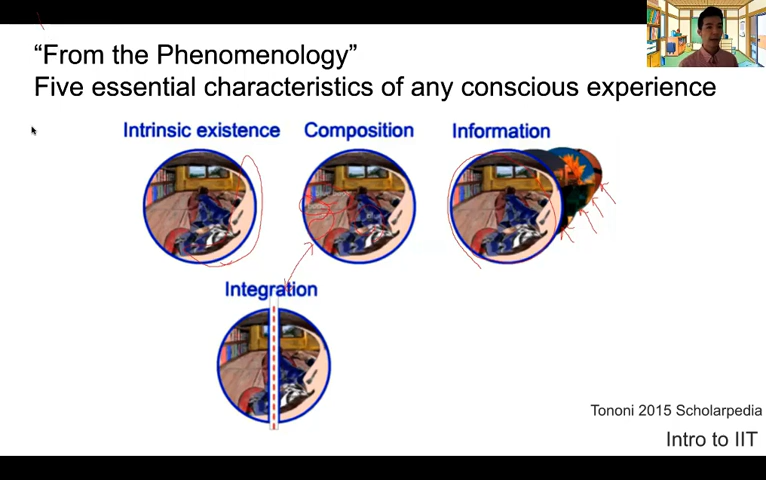 “From the Phenomenology”
Five essential characteristics of any conscious experience
Intrinsic existence
Composition
Information
Integration
Tononi 2015 Scholarpedia
Intro to IIT